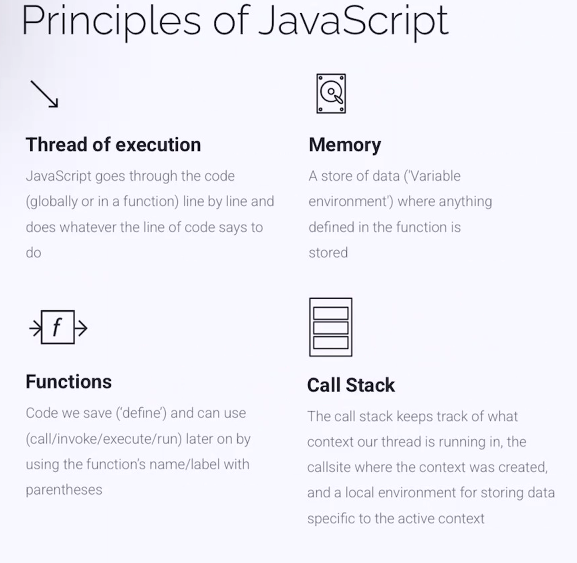 Principles of JavaScript
Thread of execution
JavaScript goes through the code
(globally or in a function) line by line and
does whatever the line of code says to
do
Memory
A store of data ('Variable
environment') where anything
defined in the function is
stored
f
Functions
Code we save (‘define’) and can use
(call/invoke/execute/run) later on by
using the function’s name/label with
parentheses
Call Stack
The call stack keeps track of what
context our thread is running in, the
callsite where the context was created,
and a local environment for storing data
specific to the active context